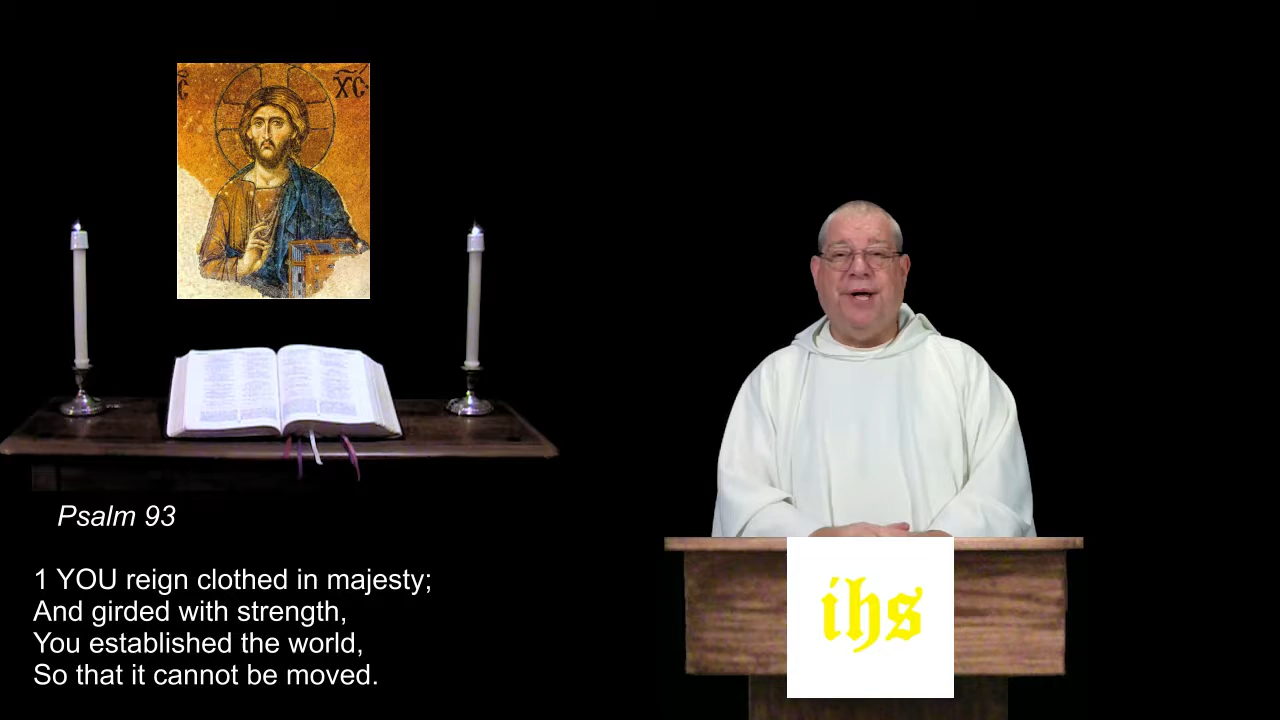 C XC
Psalm 93
1 YOU reign clothed in majesty;
And girded with strength,
You established the world,
So that it cannot be moved.
ihs